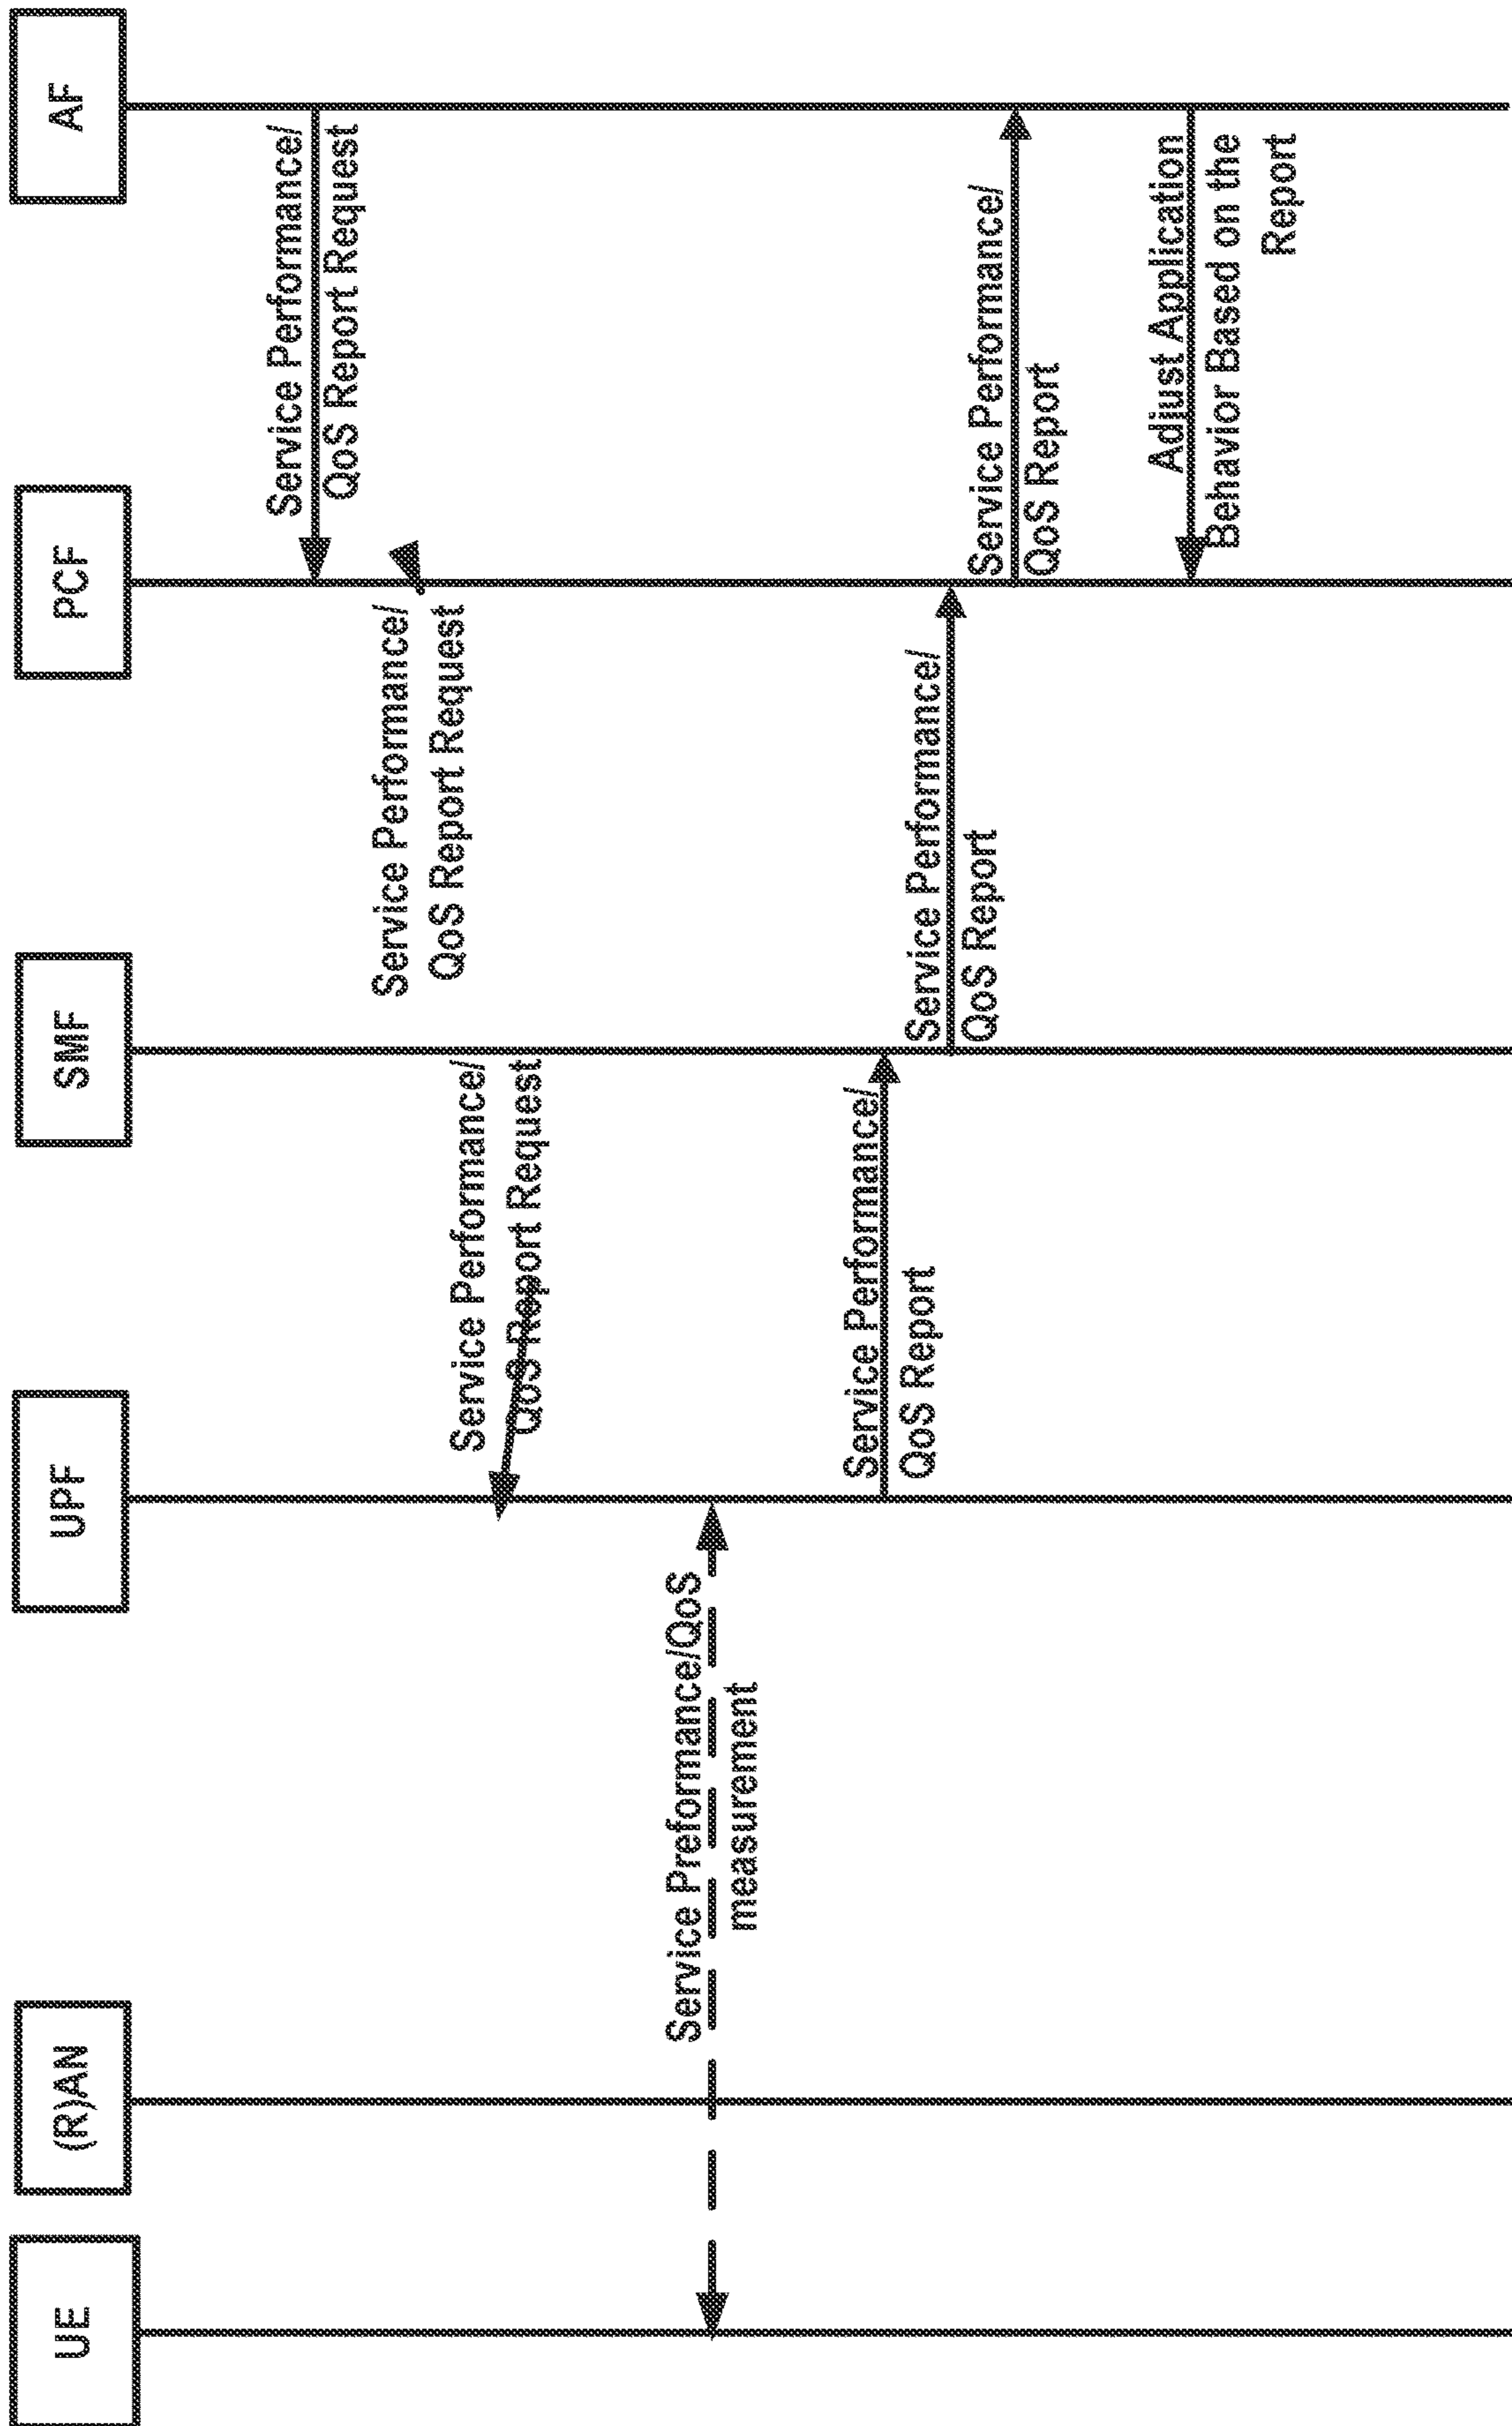 UE
(R)AN
UPF
SMF
PCF
AF
Service Performance/
QoS Report Request
Service Performance/
QoS Report Request
Service Performance/
QoS Report Request
Service Preformance/QoS
measurement
Service Performance/
QoS Report
Service Performance/
QoS Report
Service Performance/
QoS Report
Adjust Application
Behavior Based on the
Report